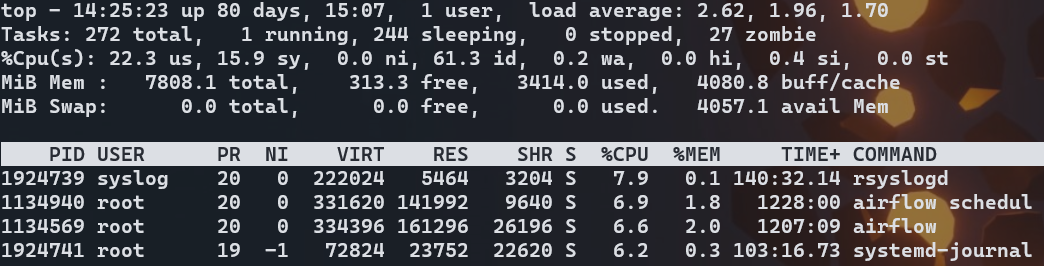 top - 14:25:23 up 80 days, 15:07,  1 user,  load average: 2.62, 1.96, 1.70
Tasks: 272 total,   1 running, 244 sleeping,   0 stopped,  27 zombie
%Cpu(s): 22.3 us, 15.9 sy,  0.0 ni, 61.3 id,  0.2 wa,  0.0 hi,  0.4 si,  0.0 st
MiB Mem :   7808.1 total,    313.3 free,   3414.0 used,   4080.8 buff/cache
MiB Swap:      0.0 total,      0.0 free,      0.0 used.   4057.1 avail Mem
    PID USER      PR  NI    VIRT    RES    SHR S  %CPU  %MEM     TIME+ COMMAND
1924739 syslog    20   0  222024   5464   3204 S   7.9   0.1 140:32.14 rsyslogd
1134940 root      20   0  331620 141992   9640 S   6.9   1.8   1228:00 airflow schedul
1134569 root      20   0  334396 161296  26196 S   6.6   2.0   1207:09 airflow
1924741 root      19  -1   72824  23752  22620 S   6.2   0.3 103:16.73 systemd-journal